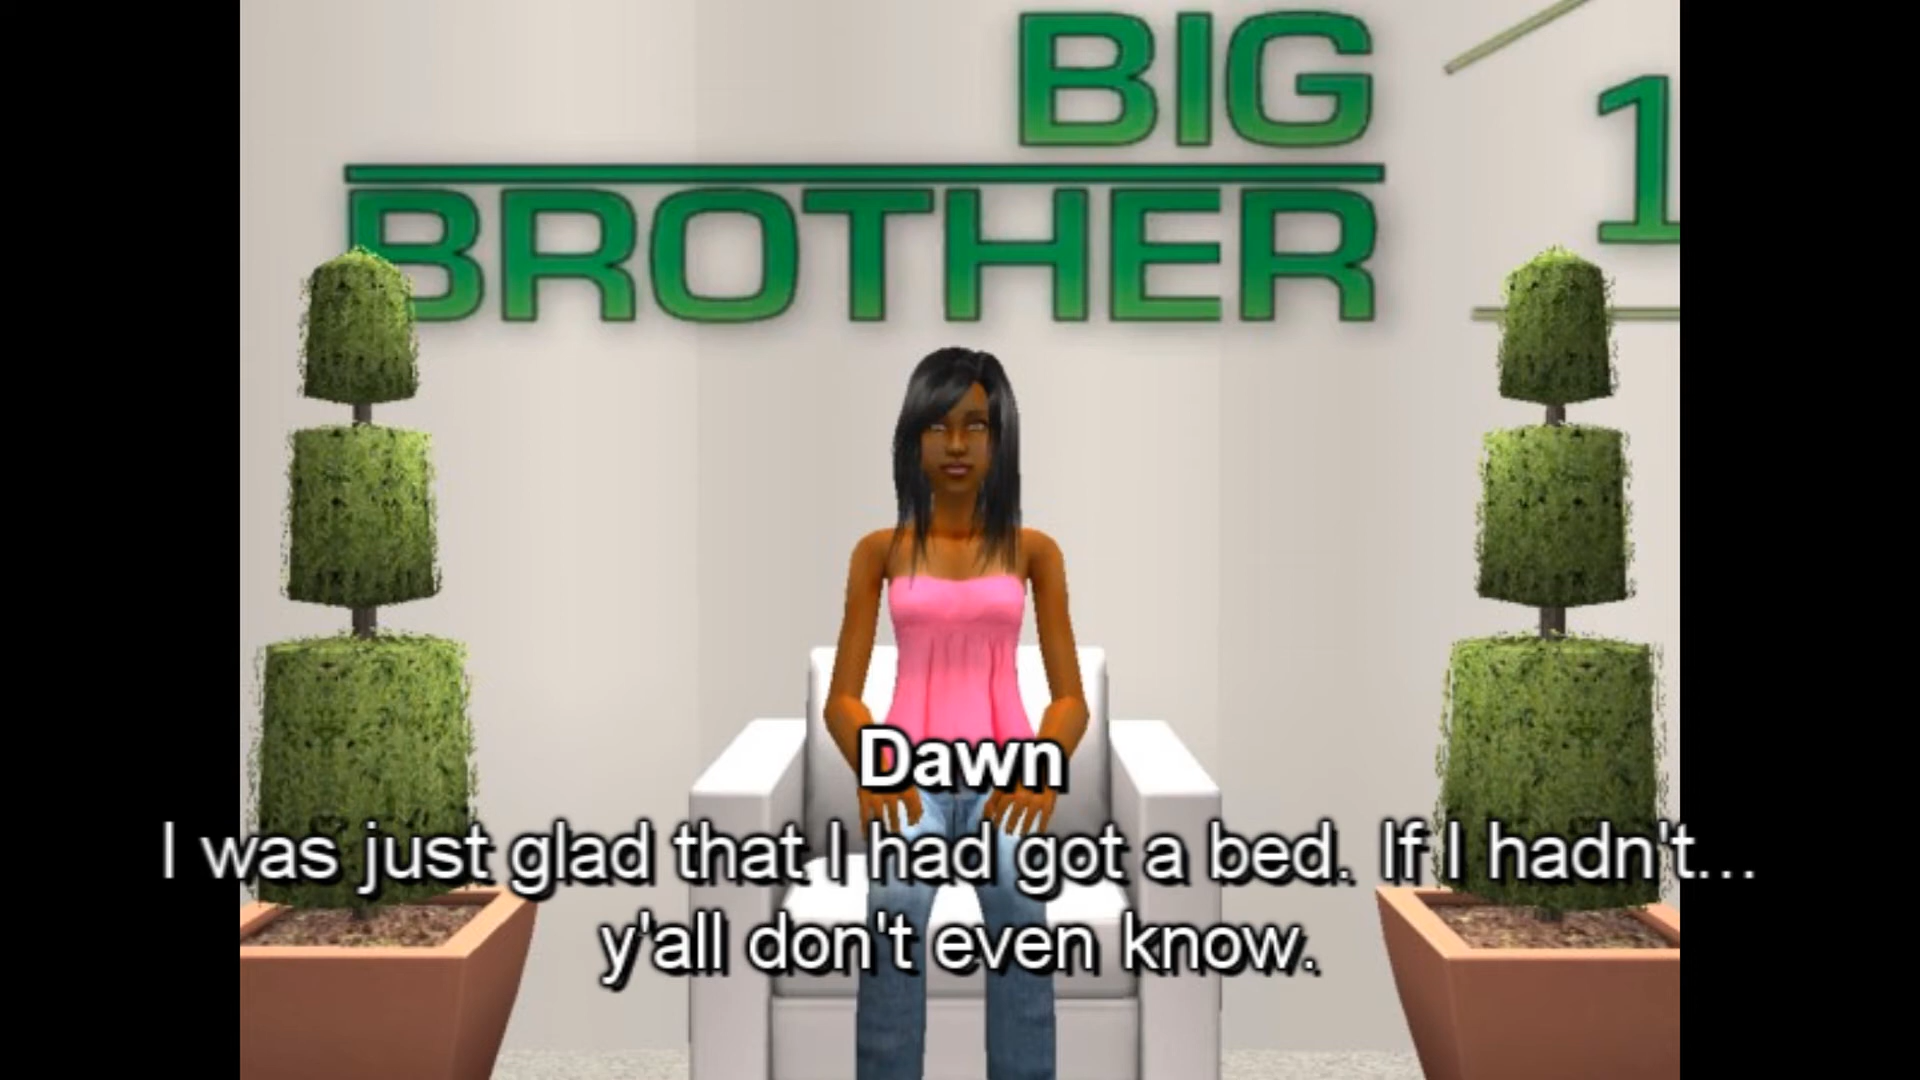 BIG
BROTHER
1
Dawn
I was just glad that I had got a bed. If I hadn't...
y'all don't even know.